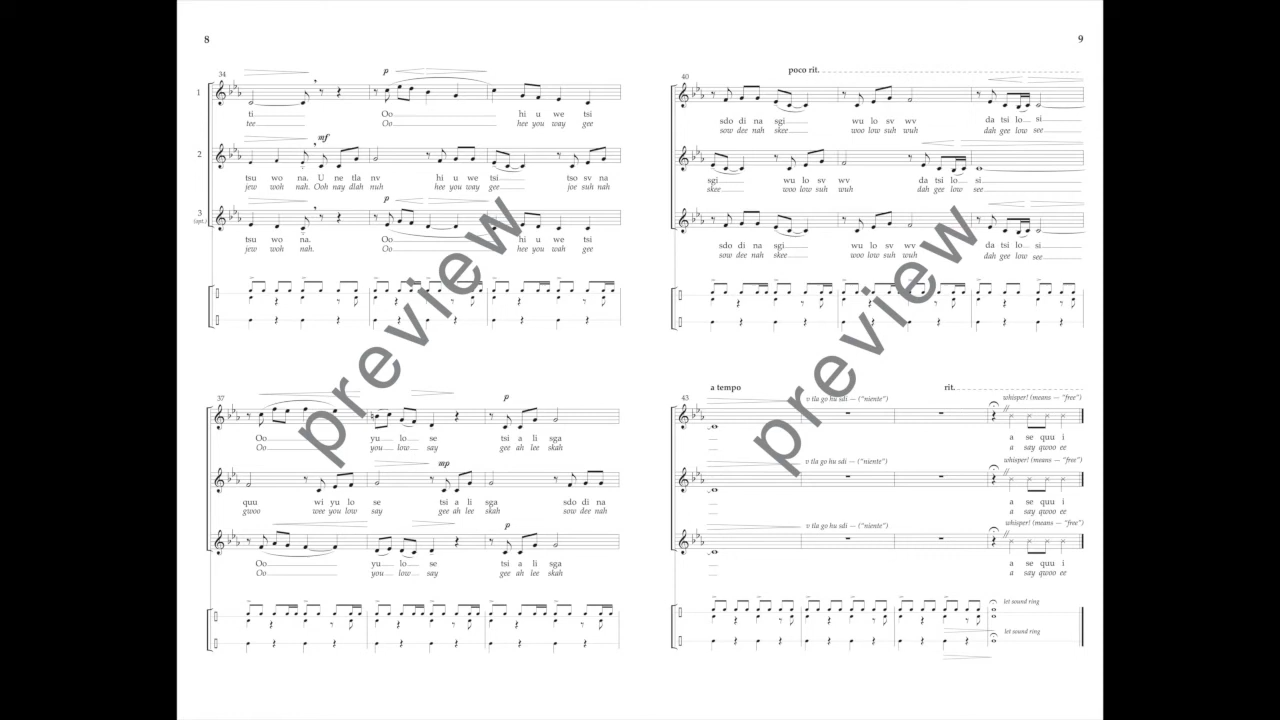 8
34
p
1
ti Oo hi u we tsi
tee Oo hee you way gee
mf
2
tsu wo na. U ne tla nv hi u we tsi tso sv na
jew woh nah. Ooh nay dlah nuh hee you way gee joe suh nah
p
3
(opt.)
tsu wo na. Oo hi u we tsi
jew woh nah. Oo hee you wah gee
37
p
Oo yu lo se tsi a li sga
Oo you low say gee ah lee skah
mp
quu wi yu lo se tsi a li sga sdo di na
gwoo wee you low say gee ah lee skah sow dee nah
p
Oo yu lo se tsi a li sga
Oo you low say gee ah lee skah
preview
9
poco rit.
40
sdo di na sgi wu lo sv wv da tsi lo si
sow dee nah skee woo low suh wuh dah gee low see
sgi wu lo sv wv da tsi lo si
skee woo low suh wuh dah gee low see
sdo di na sgi wu lo sv wv da tsi lo si
sow dee nah skee woo low suh wuh dah gee low see
a tempo rit.
43
v tla go hu sdi — ("niente") whisper! (means — "free")
a se quu i
a say qwoo ee
v tla go hu sdi — ("niente") whisper! (means — "free")
a se quu i
a say qwoo ee
v tla go hu sdi — ("niente") whisper! (means — "free")
a se quu i
a say qwoo ee
let sound ring
let sound ring
preview